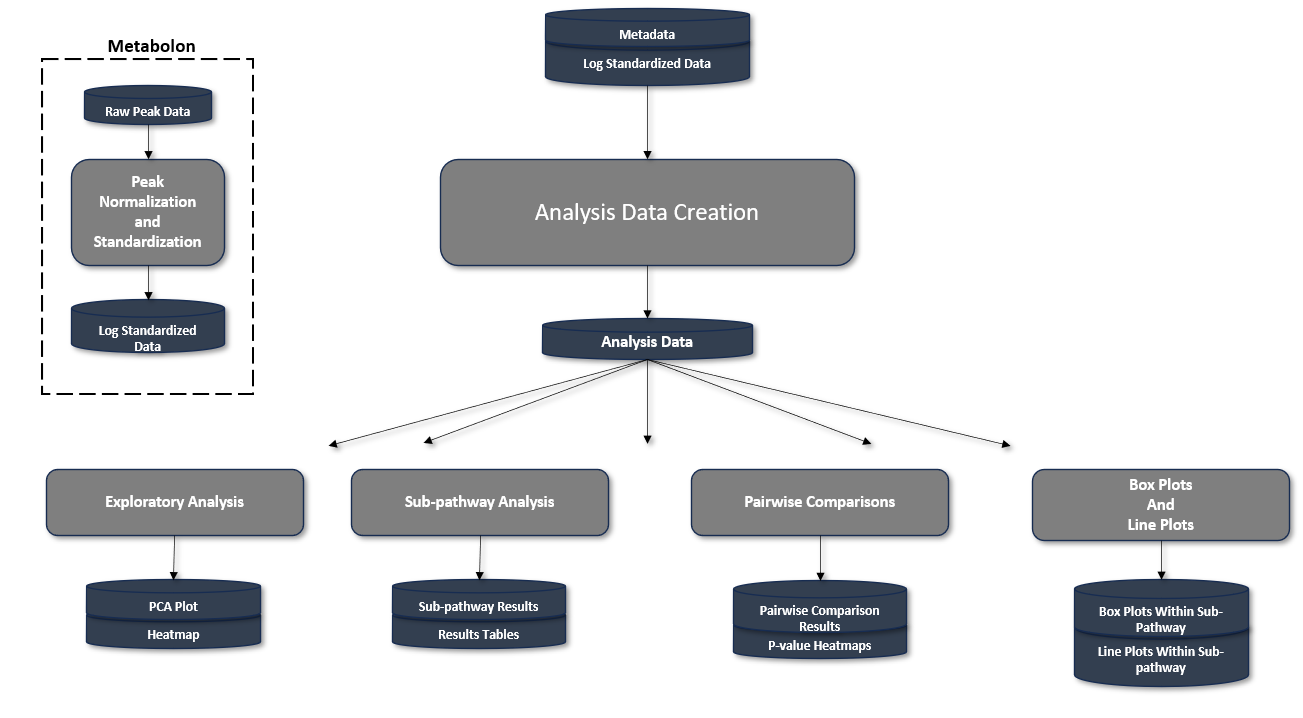 Metabolon
Raw Peak Data
Peak
Normalization
and
Standardization
Log Standardized
Data
Metadata
Log Standardized Data
Analysis Data Creation
Analysis Data
Exploratory Analysis
PCA Plot
Heatmap
Sub-pathway Analysis
Sub-pathway Results
Results Tables
Pairwise Comparisons
Pairwise Comparison
Results
P-value Heatmaps
Box Plots
And
Line Plots
Box Plots Within Sub-
Pathway
Line Plots Within Sub-
pathway